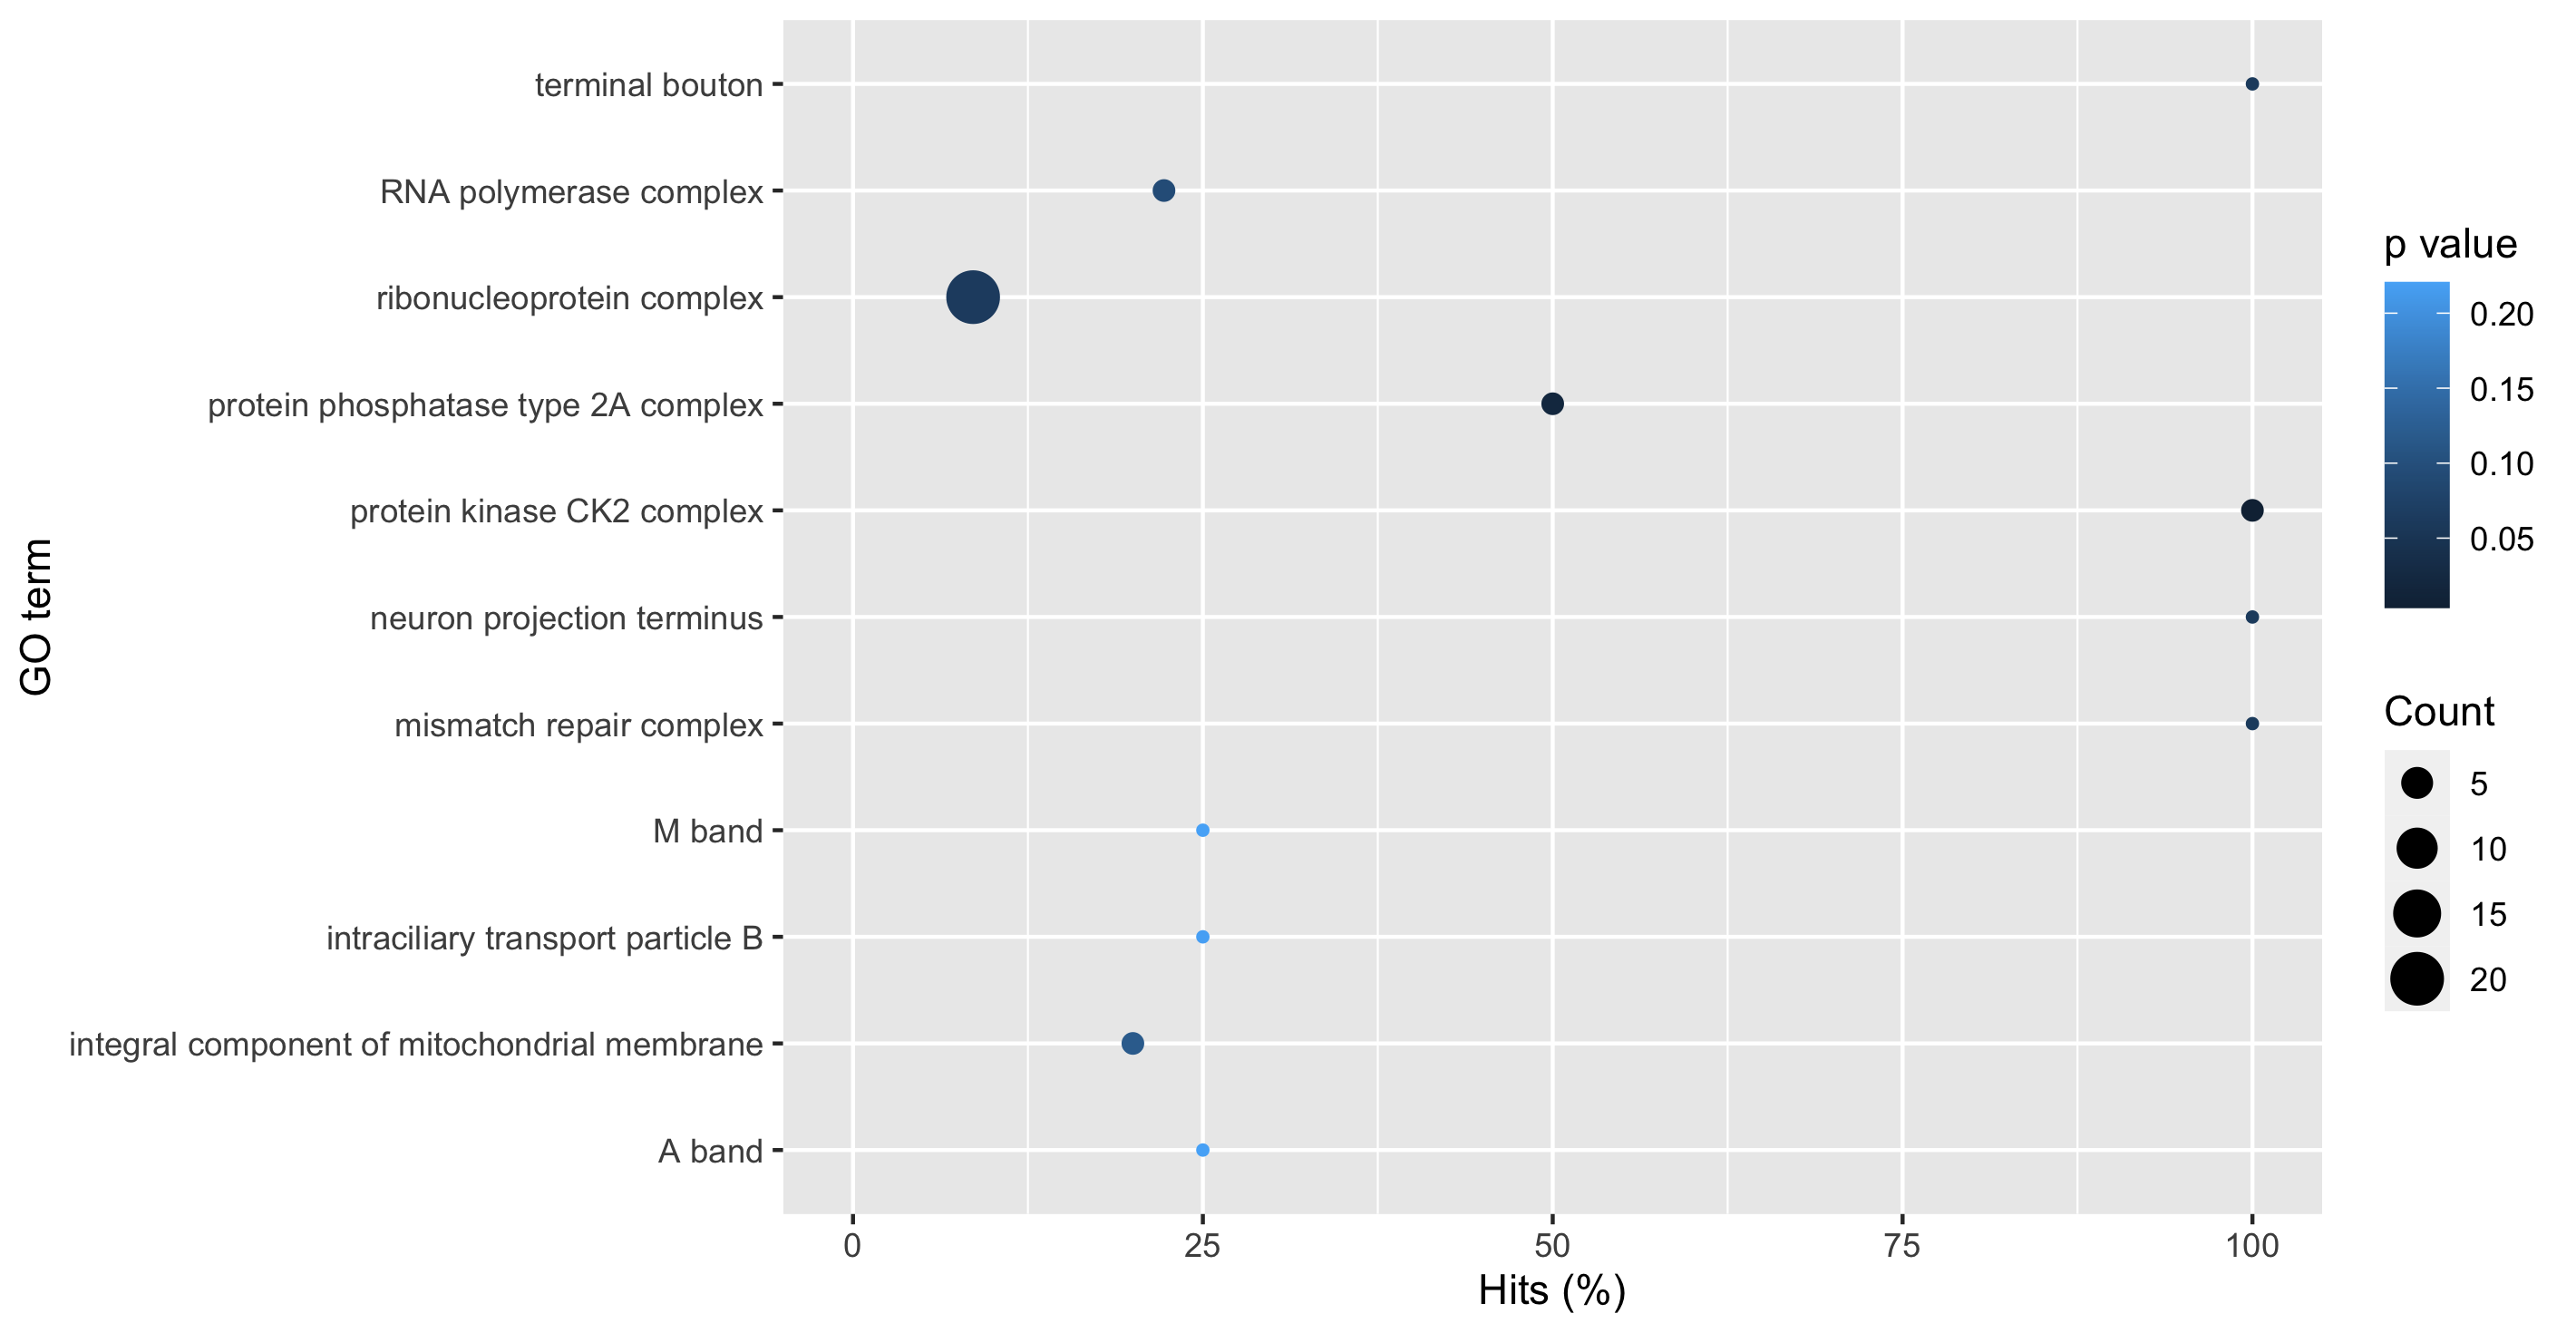 terminal bouton
RNA polymerase complex
ribonucleoprotein complex
protein phosphatase type 2A complex
protein kinase CK2 complex
neuron projection terminus
mismatch repair complex
M band
intraciliary transport particle B
integral component of mitochondrial membrane
A band
GO term
0 25 50 75 100
Hits (%)
p value
0.20
0.15
0.10
0.05
Count
5
10
15
20